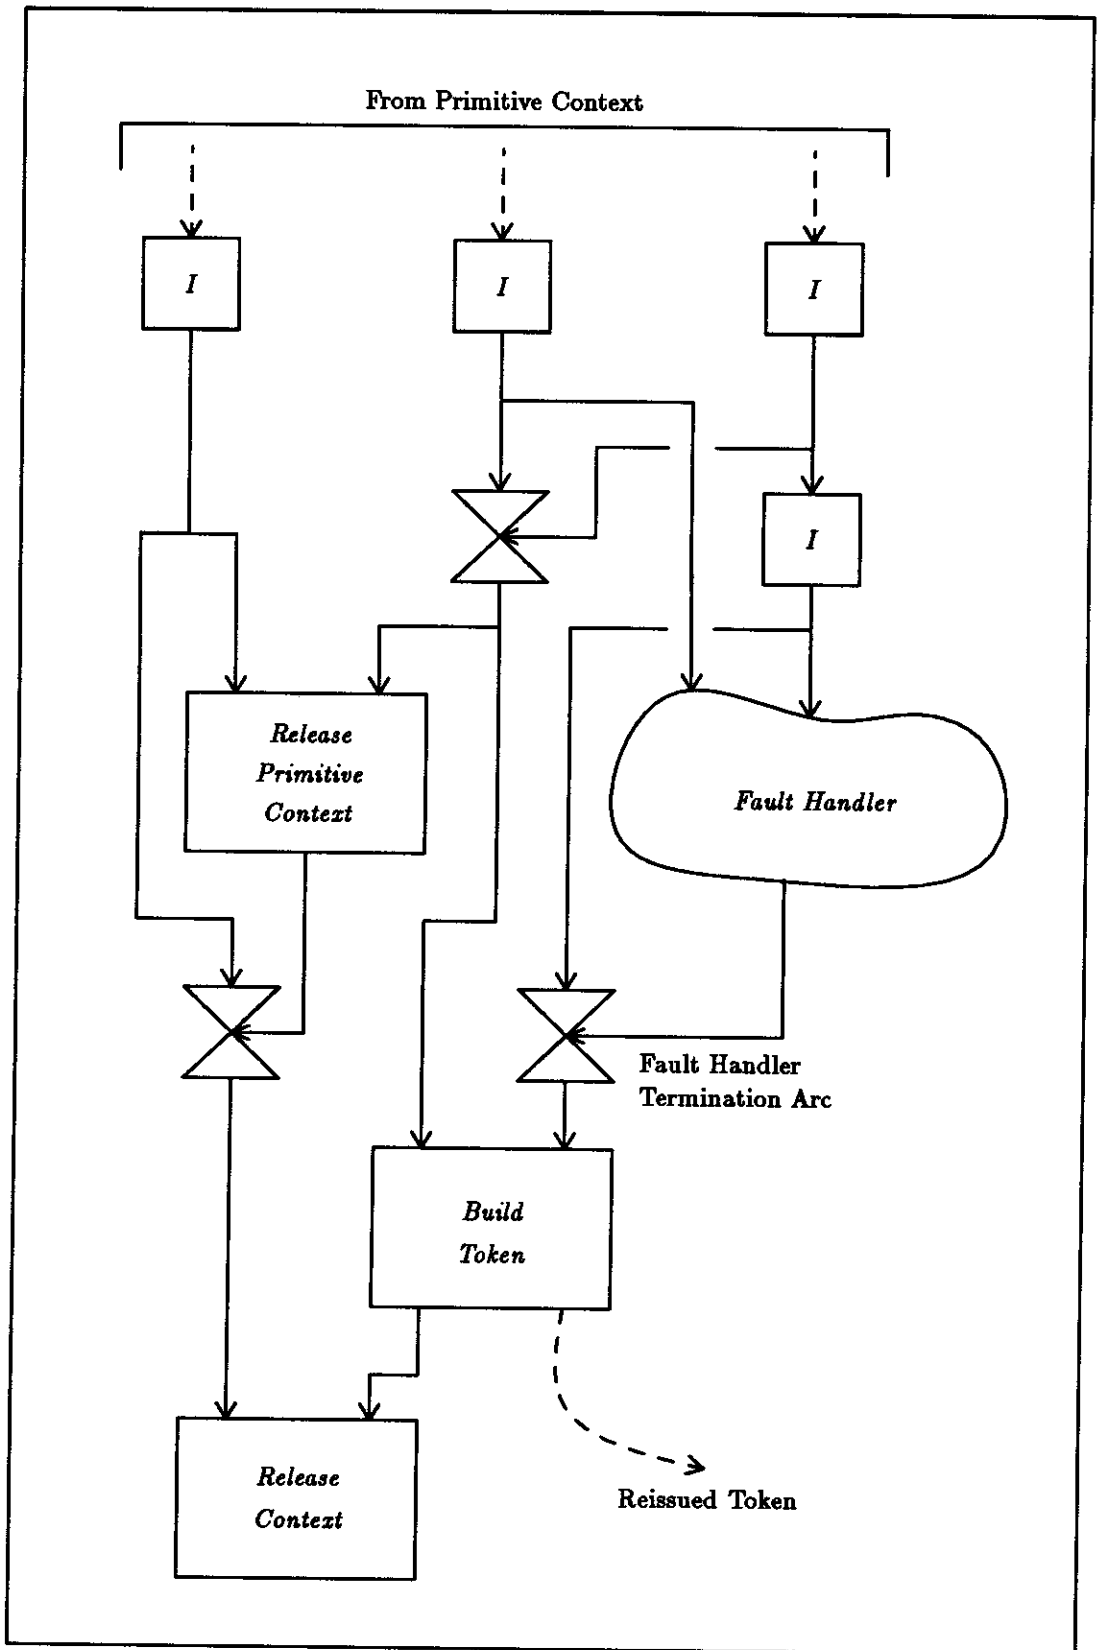 From Primitive Context
I
I
I
I
Release
Primitive
Context
Fault Handler
Fault Handler
Termination Arc
Build
Token
Release
Context
Reissued Token